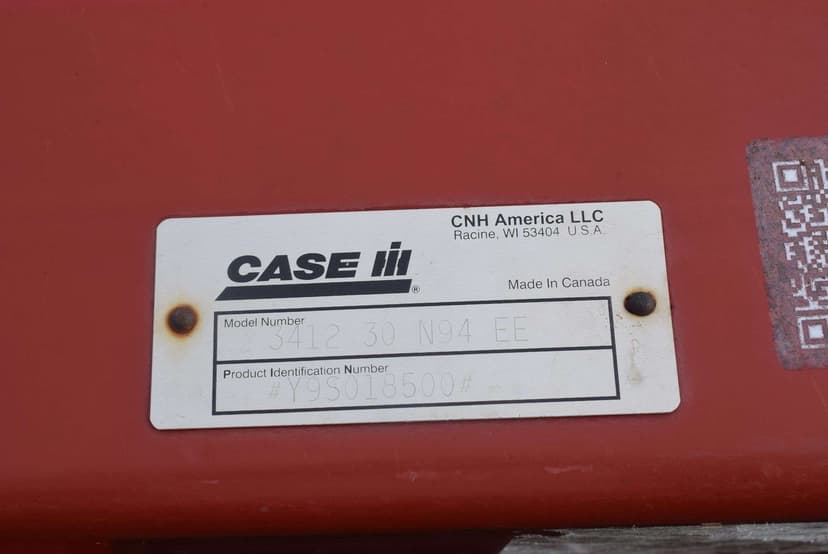 CNH America LLC
Racine, WI 53404 U.S.A.
CASE IH ®
Made In Canada
Model Number
3412 30 N94 EE
Product Identification Number
#Y9S018500#